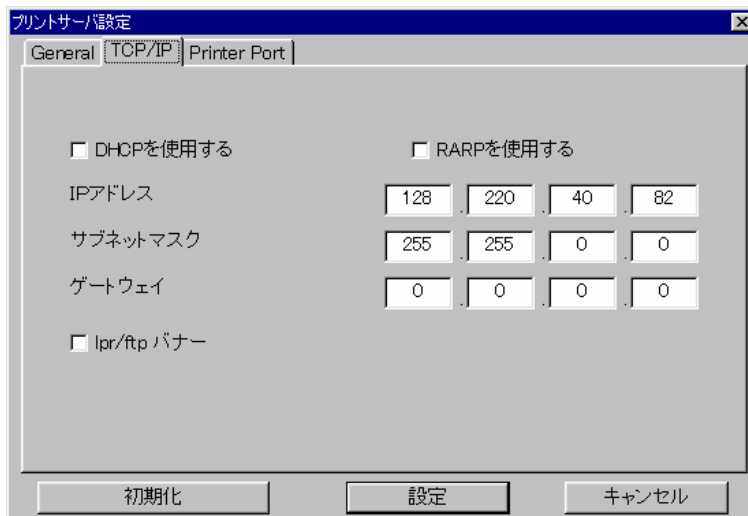 プリントサーバ設定
General TCP/IP Printer Port
DHCPを使用する RARPを使用する
IPアドレス 128 . 220 . 40 . 82
サブネットマスク 255 . 255 . 0 . 0
ゲートウェイ 0 . 0 . 0 . 0
lpr/ftp バナー
初期化 設定 キャンセル